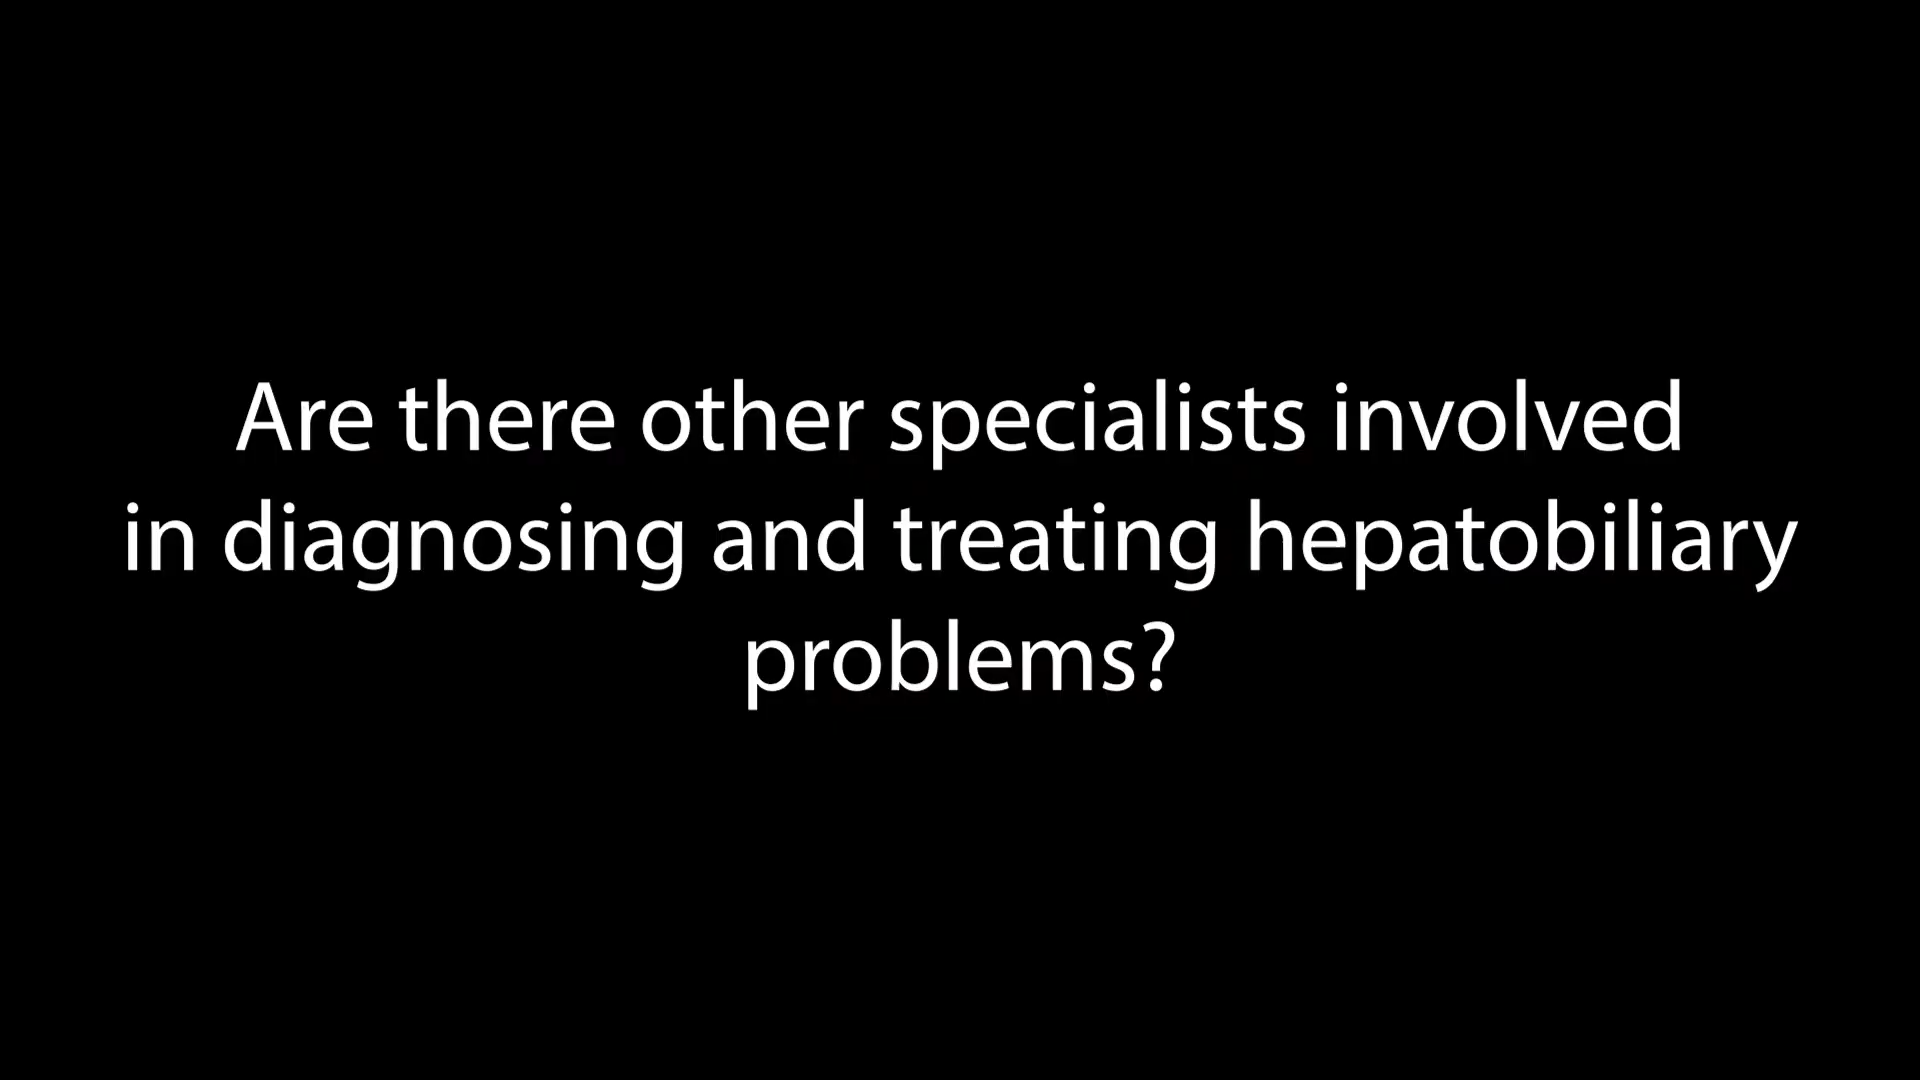 Are there other specialists involved
in diagnosing and treating hepatobiliary
problems?